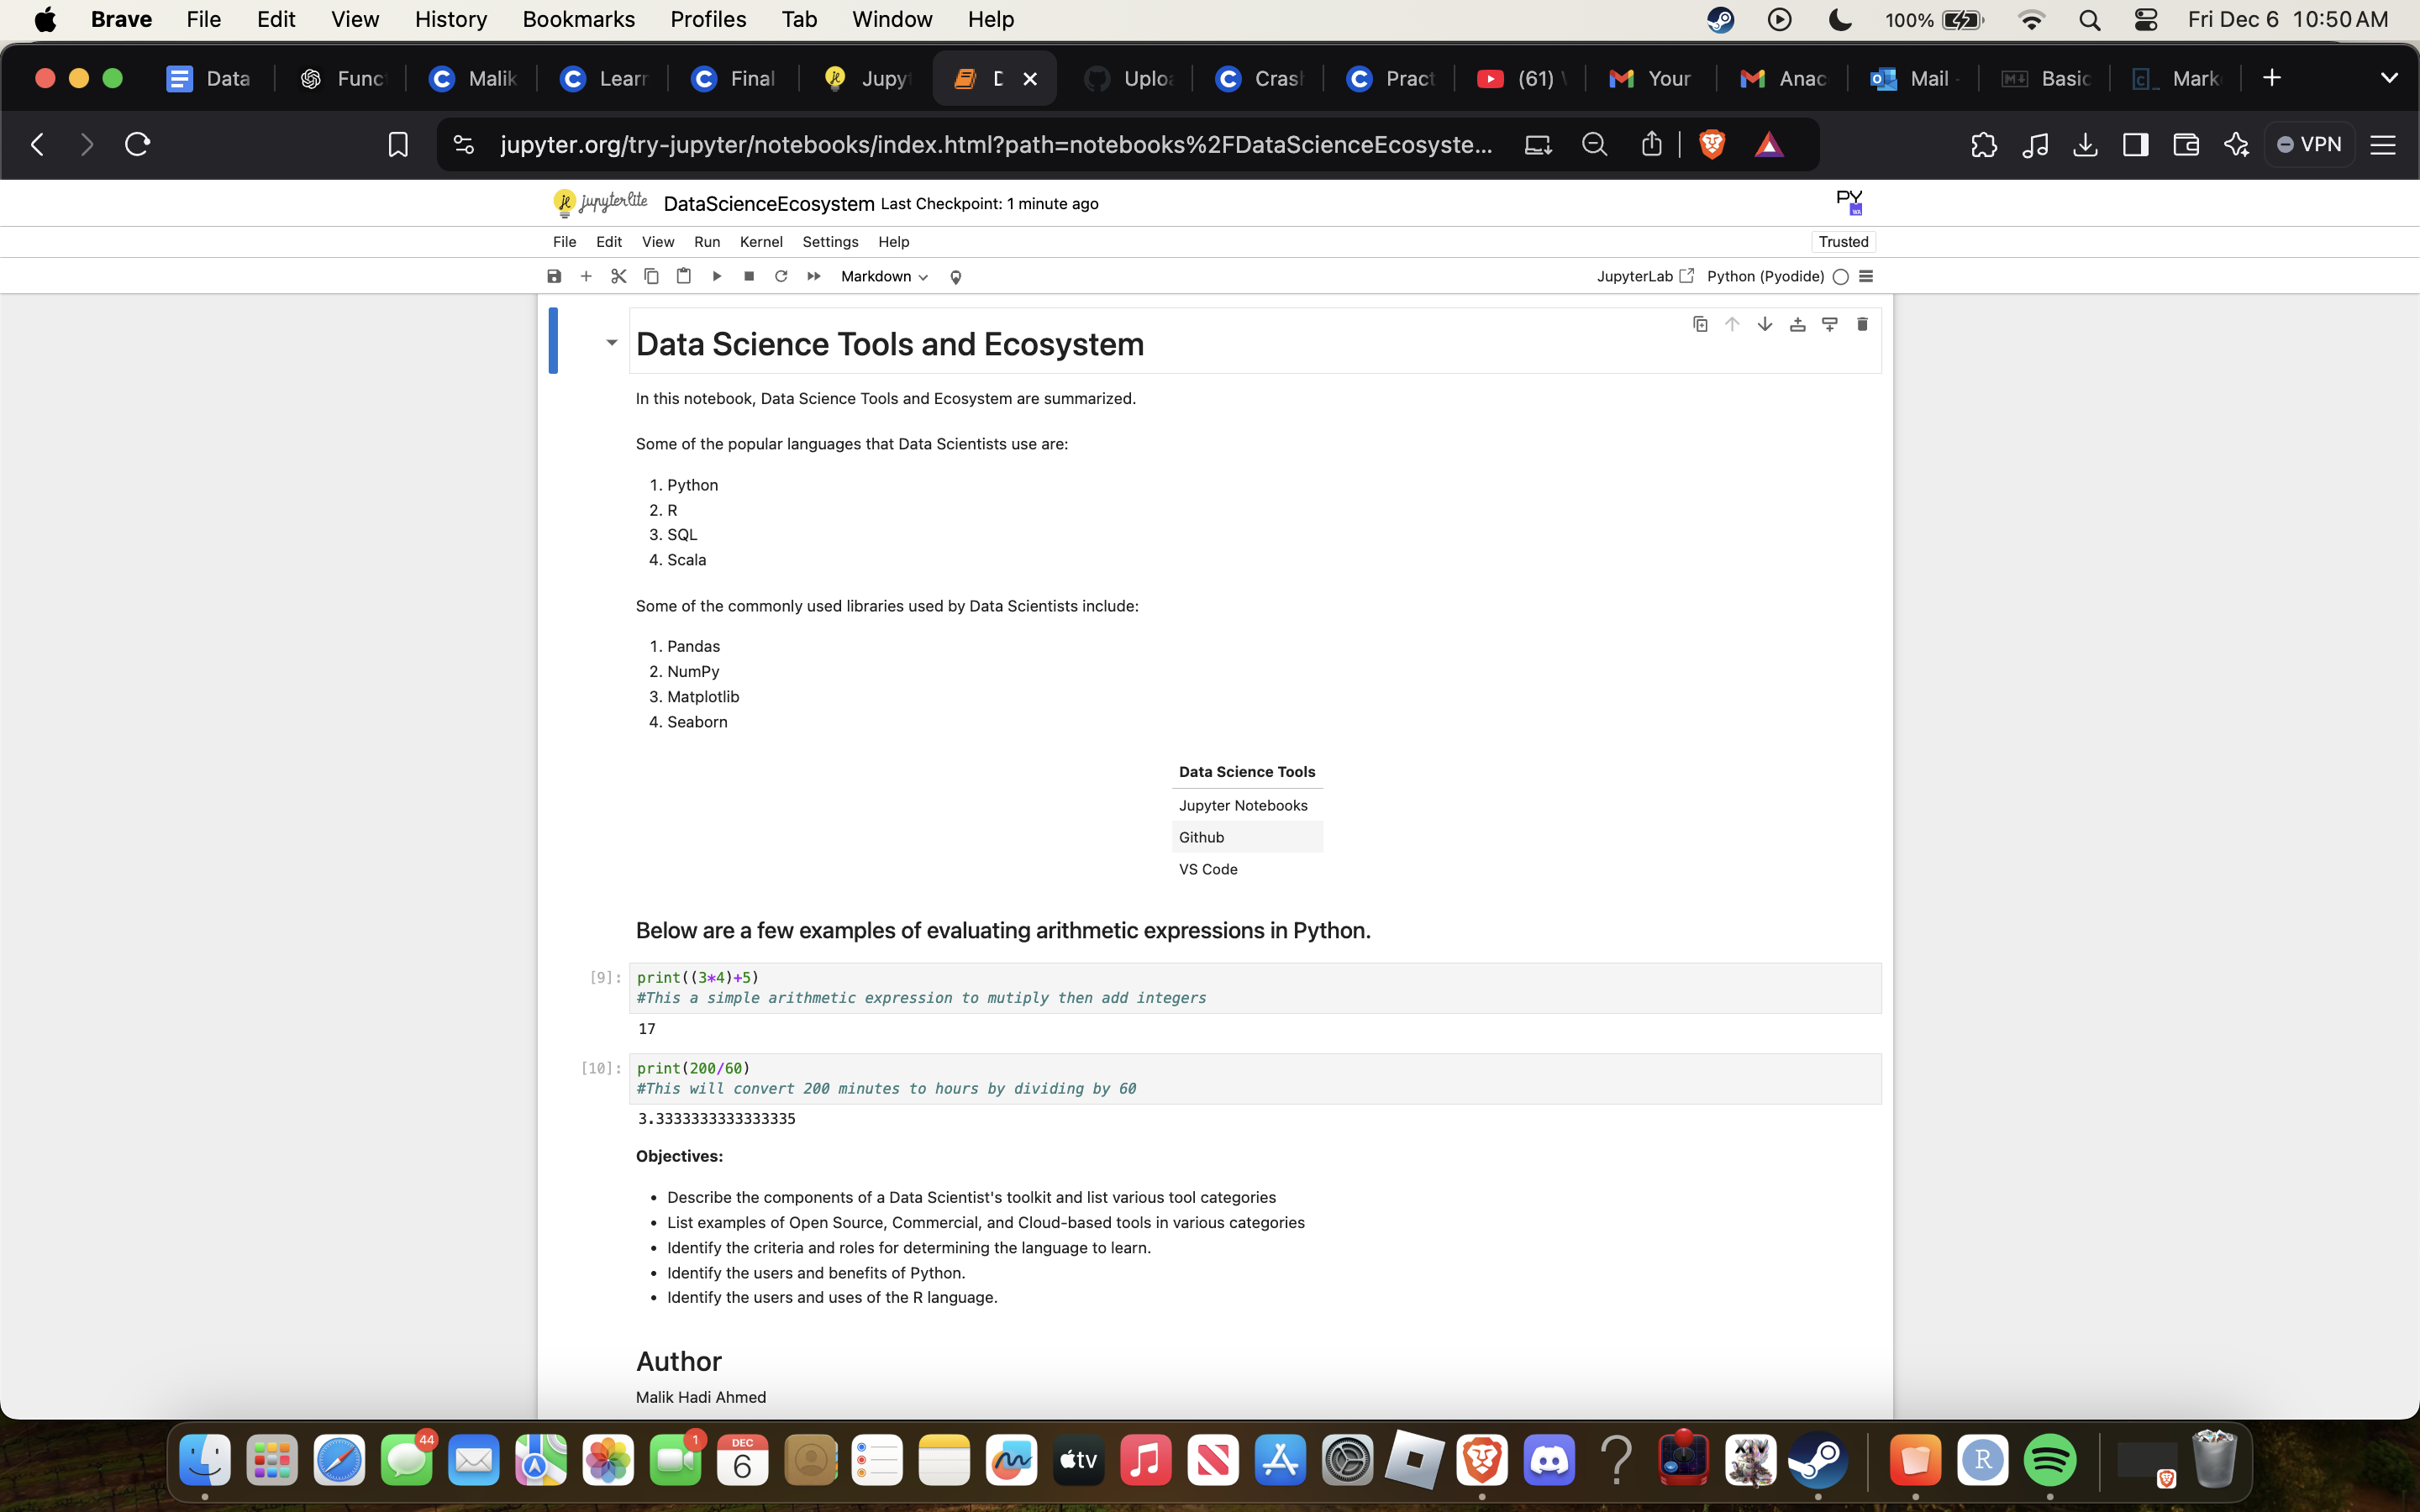 Brave File Edit View History Bookmarks Profiles Tab Window Help 100% Fri Dec 6 10:50 AM
Data Func Malik Lear Final Jupy Uploa Cras Pract (61) Your Anac Mail Basic Mark
jupyter.org/try-jupyter/notebooks/index.html?path=notebooks%2FDataScienceEcosyste... VPN
jupyterlite DataScienceEcosystem Last Checkpoint: 1 minute ago PY
File Edit View Run Kernel Settings Help Trusted
Markdown JupyterLab Python (Pyodide)
Data Science Tools and Ecosystem
In this notebook, Data Science Tools and Ecosystem are summarized.
Some of the popular languages that Data Scientists use are:
1. Python
2. R
3. SQL
4. Scala
Some of the commonly used libraries used by Data Scientists include:
1. Pandas
2. NumPy
3. Matplotlib
4. Seaborn
Data Science Tools
Jupyter Notebooks
Github
VS Code
Below are a few examples of evaluating arithmetic expressions in Python.
[9]: print((3*4)+5)
#This a simple arithmetic expression to mutiply then add integers
17
[10]: print(200/60)
#This will convert 200 minutes to hours by dividing by 60
3.3333333333333335
Objectives:
• Describe the components of a Data Scientist's toolkit and list various tool categories
• List examples of Open Source, Commercial, and Cloud-based tools in various categories
• Identify the criteria and roles for determining the language to learn.
• Identify the users and benefits of Python.
• Identify the users and uses of the R language.
Author
Malik Hadi Ahmed
44 1 DEC 6 tv XIV R